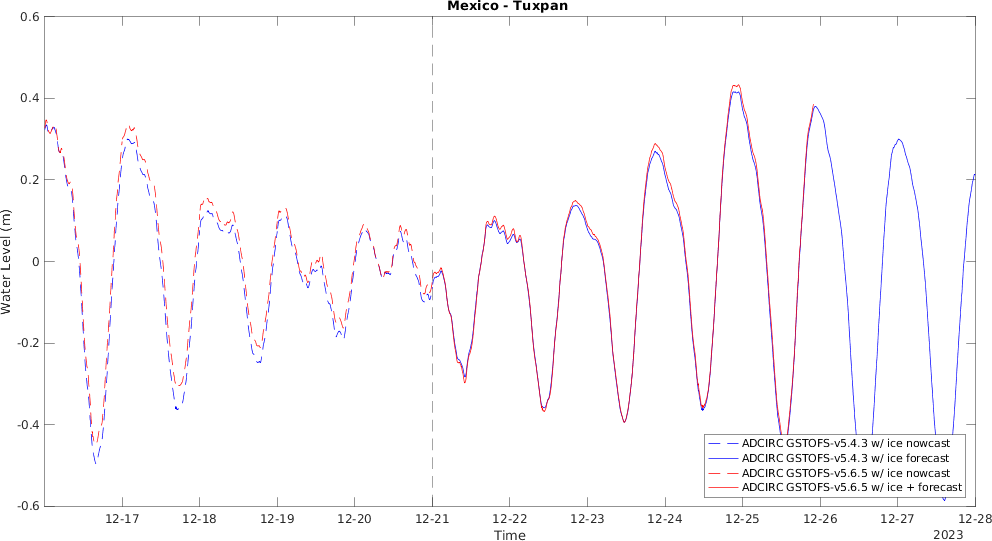 Mexico - Tuxpan
0.6
0.4
0.2
0
-0.2
-0.4
-0.6
Water Level (m)
ADCIRC GSTOFS-v5.4.3 w/ ice nowcast
ADCIRC GSTOFS-v5.4.3 w/ ice forecast
ADCIRC GSTOFS-v5.6.5 w/ ice nowcast
ADCIRC GSTOFS-v5.6.5 w/ ice + forecast
12-17 12-18 12-19 12-20 12-21 12-22 12-23 12-24 12-25 12-26 12-27 12-28
Time
2023